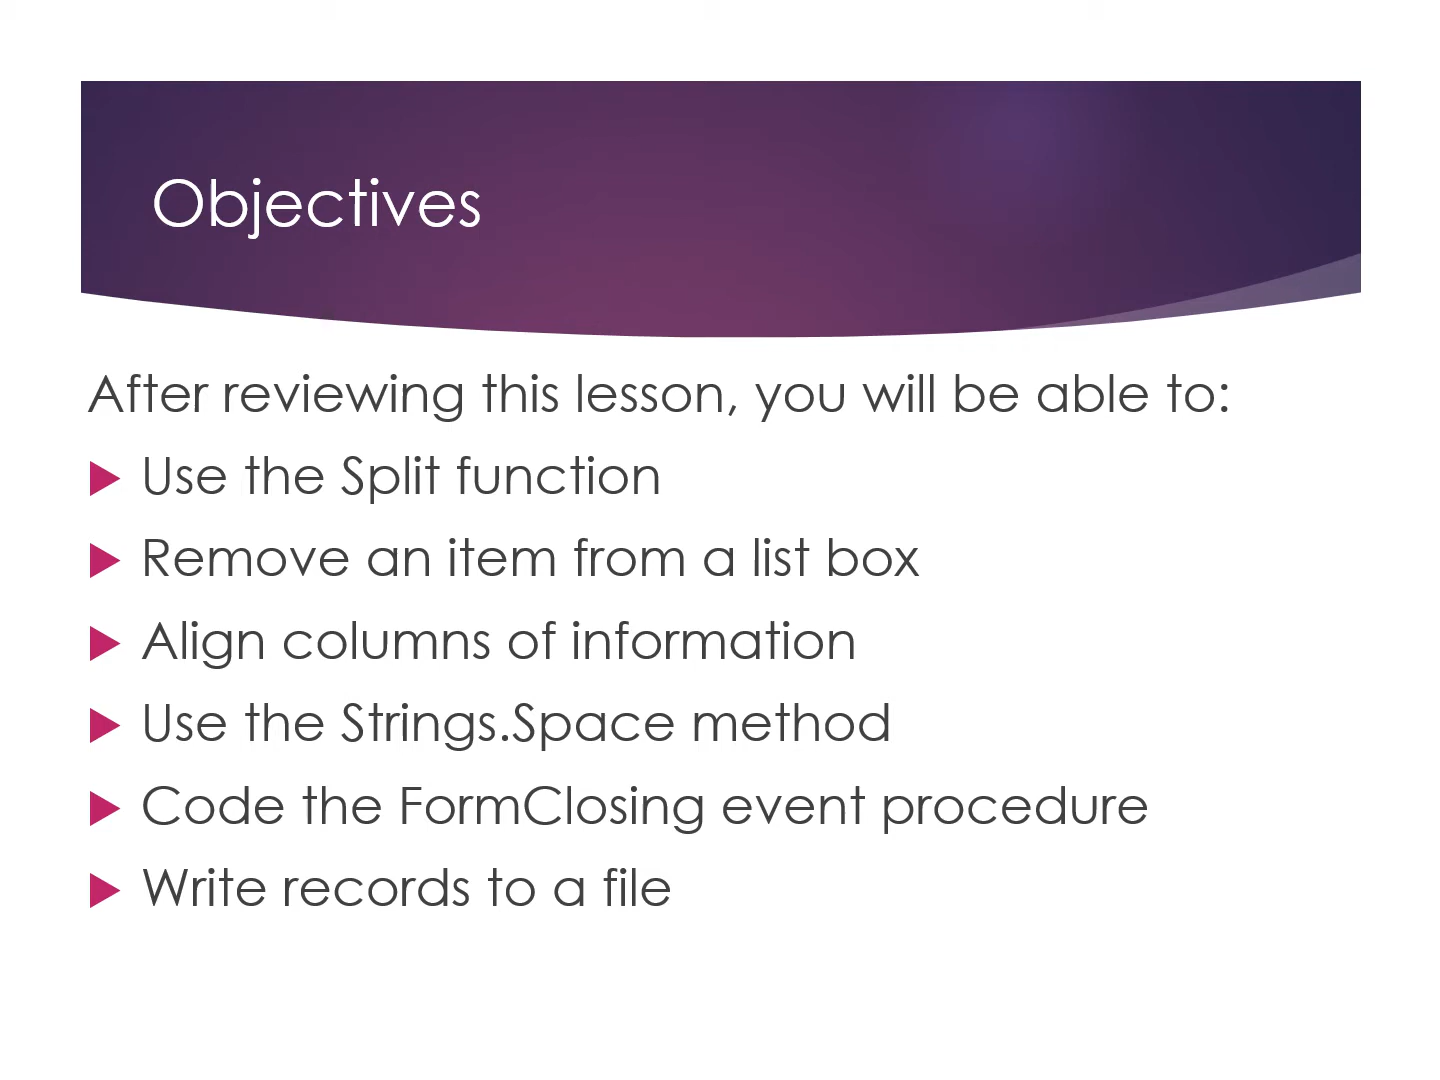 Objectives
After reviewing this lesson, you will be able to:
Use the Split function
Remove an item from a list box
Align columns of information
Use the Strings.Space method
Code the FormClosing event procedure
Write records to a file